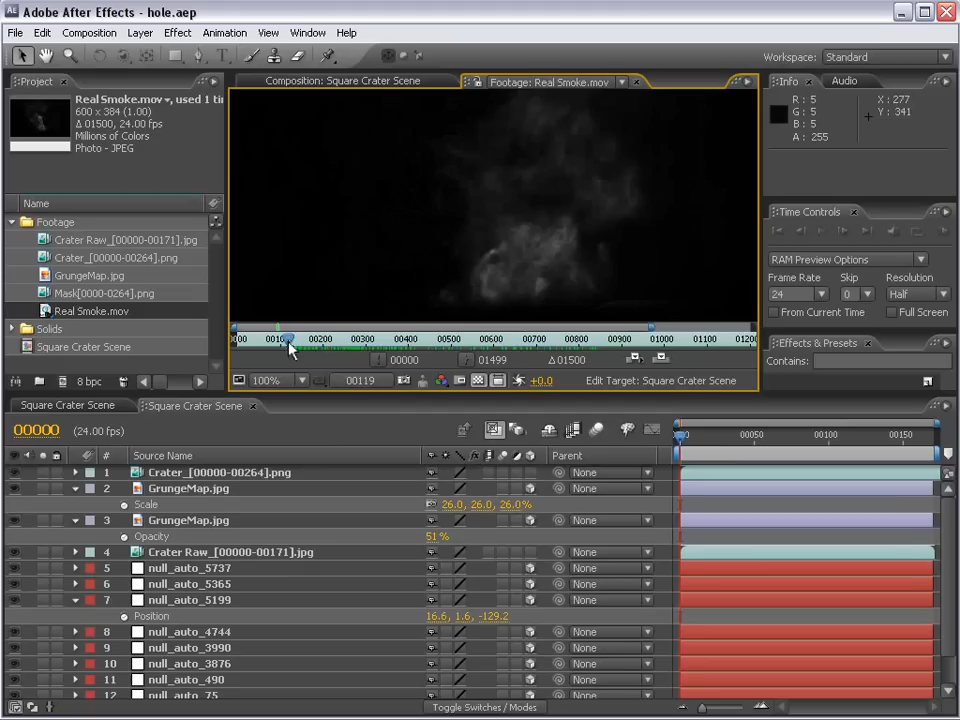 Adobe After Effects - hole.aep
File Edit Composition Layer Effect Animation View Window Help
Workspace: Standard
Project
Composition: Square Crater Scene
Footage: Real Smoke.mov
Info Audio
Real Smoke.mov, used 1 ti
600 x 384 (1.00)
Δ 01500, 24.00 fps
Millions of Colors
Photo - JPEG
R: 5
G: 5
B: 5
A: 255
X: 277
Y: 341
Name
Footage
Crater Raw_[00000-00171].jpg
Crater_[00000-00264].png
GrungeMap.jpg
Mask[0000-0264].png
Real Smoke.mov
Solids
Square Crater Scene
8 bpc
Time Controls
RAM Preview Options
Frame Rate Skip Resolution
24 0 Half
From Current Time Full Screen
Effects & Presets
Contains:
00200 00300 00400 00500 00600 00700 00800 00900 01000 01100 01200
00000 01499 Δ 01500
100% 00119 +0.0 Edit Target: Square Crater Scene
Square Crater Scene Square Crater Scene
00000 (24.00 fps)
00050 00100 00150
# Source Name Parent
1 Crater_[00000-00264].png None
2 GrungeMap.jpg None
Scale 26.0, 26.0, 26.0%
3 GrungeMap.jpg None
Opacity 51%
4 Crater Raw_[00000-00171].jpg None
5 null_auto_5737 None
6 null_auto_5365 None
7 null_auto_5199 None
Position 16.6, 1.6, -129.2
8 null_auto_4744 None
9 null_auto_3990 None
10 null_auto_3876 None
11 null_auto_490 None
12 null_auto_75 None
Toggle Switches / Modes